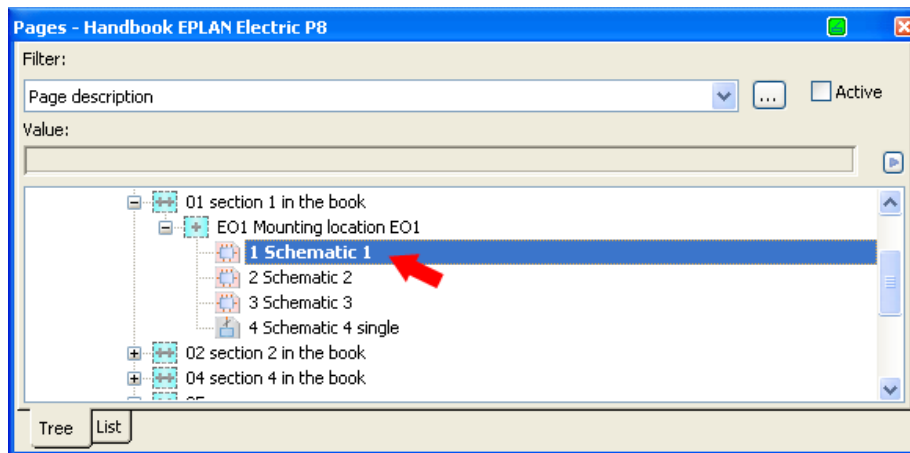 Pages - Handbook EPLAN Electric P8
Filter:
Page description
...
Active
Value:
01 section 1 in the book
EO1 Mounting location EO1
1 Schematic 1
2 Schematic 2
3 Schematic 3
4 Schematic 4 single
02 section 2 in the book
04 section 4 in the book
Tree List